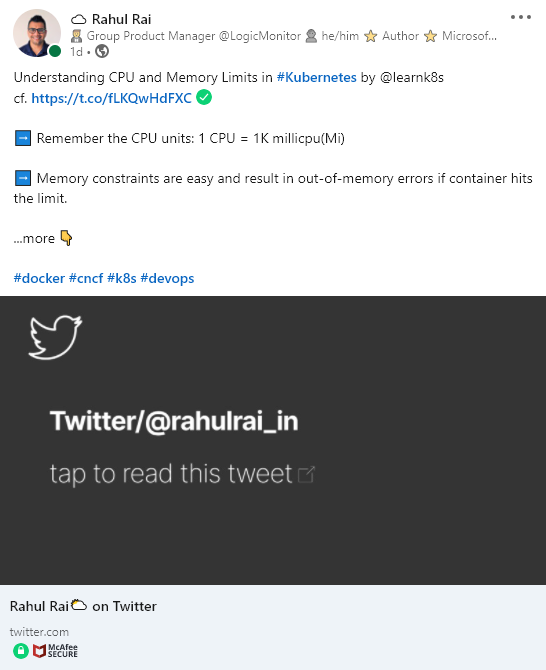 Rahul Rai
Group Product Manager @LogicMonitor 👤 he/him ⭐ Author ⭐ Microsof...
1d •
Understanding CPU and Memory Limits in #Kubernetes by @learnk8s
cf. https://t.co/fLKQwHdFXC ✅
➡️ Remember the CPU units: 1 CPU = 1K millicpu(Mi)
➡️ Memory constraints are easy and result in out-of-memory errors if container hits
the limit.
...more 👇
#docker #cncf #k8s #devops
Twitter/@rahulrai_in
tap to read this tweet
Rahul Rai⛅ on Twitter
twitter.com
McAfee
SECURE